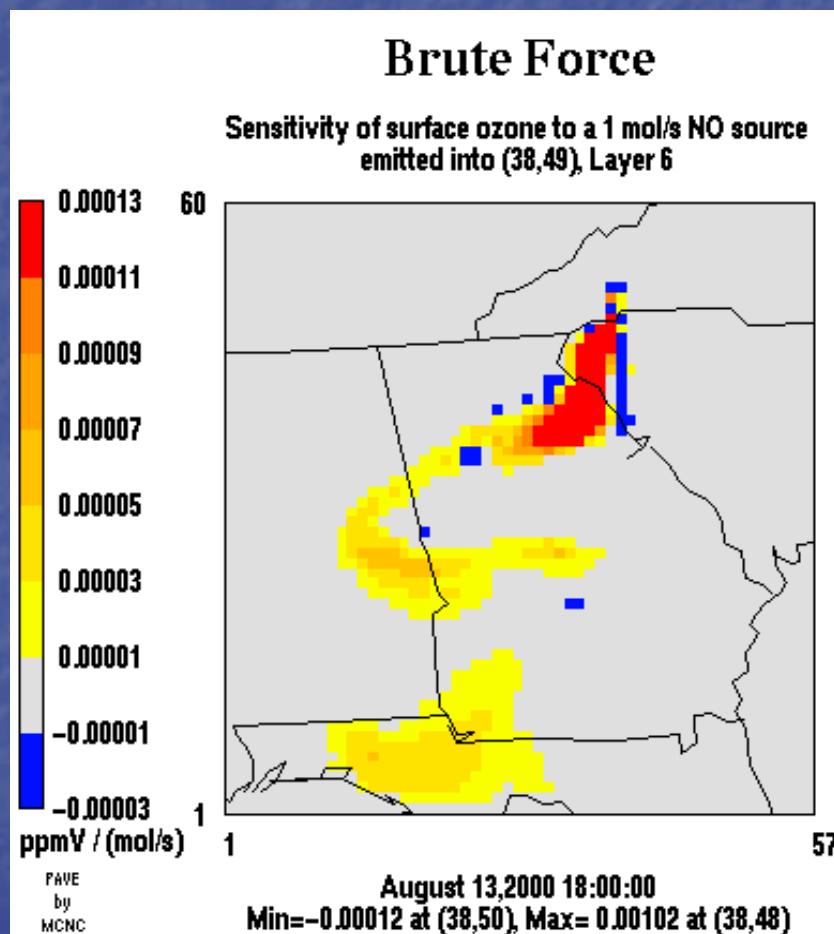 Brute Force
Sensitivity of surface ozone to a 1 mol/s NO source
emitted into (38,49), Layer 6
0.00013
0.00011
0.00009
0.00007
0.00005
0.00003
0.00001
-0.00001
-0.00003
ppmV / (mol/s)
60
1
1
57
PAVE
by
MCNC
August 13,2000 18:00:00
Min=-0.00012 at (38,50), Max= 0.00102 at (38,48)